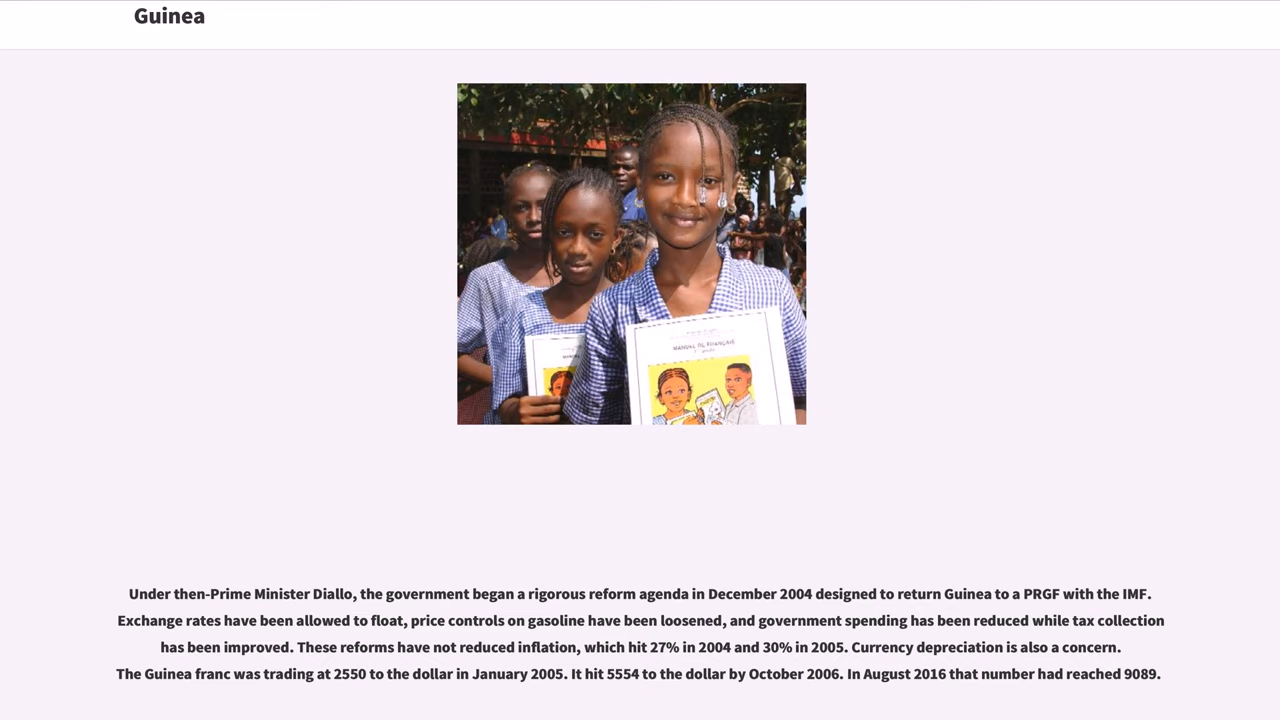 Guinea
MANUEL DE FRANÇAIS
Under then-Prime Minister Diallo, the government began a rigorous reform agenda in December 2004 designed to return Guinea to a PRGF with the IMF.
Exchange rates have been allowed to float, price controls on gasoline have been loosened, and government spending has been reduced while tax collection
has been improved. These reforms have not reduced inflation, which hit 27% in 2004 and 30% in 2005. Currency depreciation is also a concern.
The Guinea franc was trading at 2550 to the dollar in January 2005. It hit 5554 to the dollar by October 2006. In August 2016 that number had reached 9089.